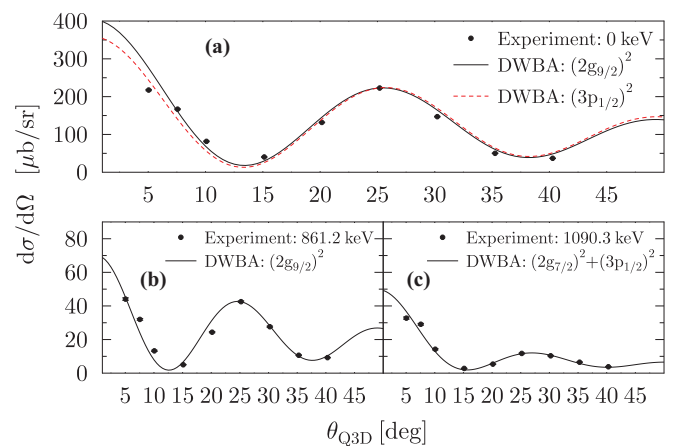 400
300
200
100
0
(a)
Experiment: 0 keV
DWBA: (2g₉/₂)²
DWBA: (3p₁/₂)²
5 10 15 20 25 30 35 40 45
dσ/dΩ [μb/sr]
80
60
40
20
0
(b)
Experiment: 861.2 keV
DWBA: (2g₉/₂)²
(c)
Experiment: 1090.3 keV
DWBA: (2g₇/₂)²+(3p₁/₂)²
5 10 15 20 25 30 35 40 45
5 10 15 20 25 30 35 40 45
θQ3D [deg]